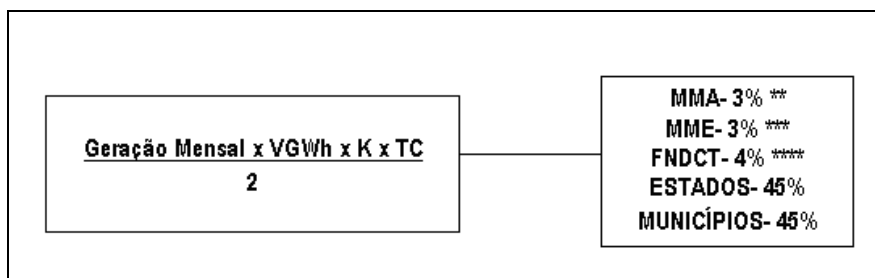 Geração Mensal x VGWh x K x TC
2
MMA- 3% **
MME- 3% ***
FNDCT- 4% ****
ESTADOS- 45%
MUNICÍPIOS- 45%